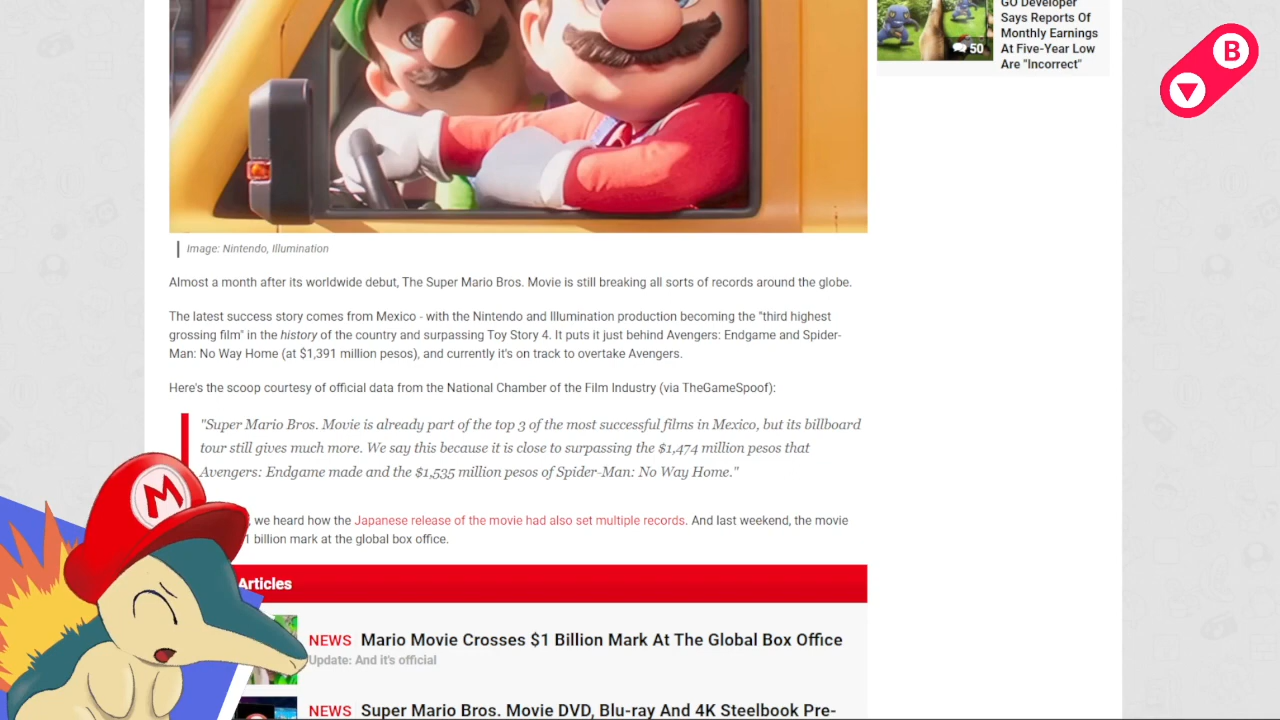 GO Developer
Says Reports Of
Monthly Earnings
At Five-Year Low
Are "Incorrect"
50
B
Image: Nintendo, Illumination
Almost a month after its worldwide debut, The Super Mario Bros. Movie is still breaking all sorts of records around the globe.
The latest success story comes from Mexico - with the Nintendo and Illumination production becoming the "third highest
grossing film" in the history of the country and surpassing Toy Story 4. It puts it just behind Avengers: Endgame and Spider-
Man: No Way Home (at $1,391 million pesos), and currently it's on track to overtake Avengers.
Here's the scoop courtesy of official data from the National Chamber of the Film Industry (via TheGameSpoof):
"Super Mario Bros. Movie is already part of the top 3 of the most successful films in Mexico, but its billboard
tour still gives much more. We say this because it is close to surpassing the $1,474 million pesos that
Avengers: Endgame made and the $1,535 million pesos of Spider-Man: No Way Home."
M
we heard how the Japanese release of the movie had also set multiple records. And last weekend, the movie
1 billion mark at the global box office.
Articles
NEWS Mario Movie Crosses $1 Billion Mark At The Global Box Office
Update: And it's official
NEWS Super Mario Bros. Movie DVD, Blu-ray And 4K Steelbook Pre-